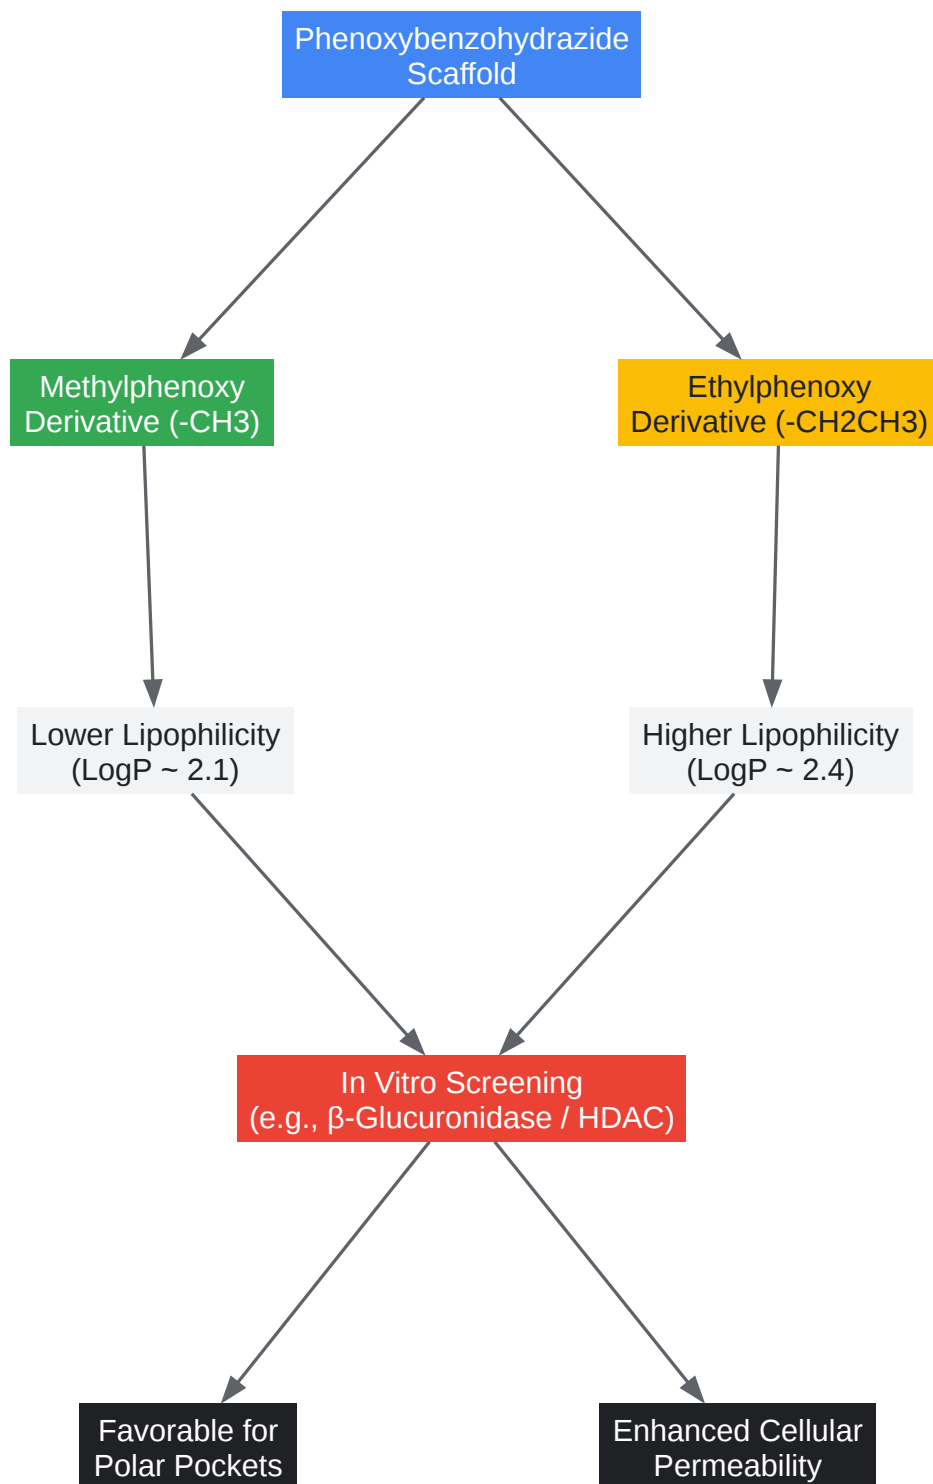 Phenoxybenzohydrazide
Scaffold
Methylphenoxy
Derivative (-CH3)
Ethylphenoxy
Derivative (-CH2CH3)
Lower Lipophilicity
(LogP ~ 2.1)
Higher Lipophilicity
(LogP ~ 2.4)
In Vitro Screening
(e.g., β-Glucuronidase / HDAC)
Favorable for
Polar Pockets
Enhanced Cellular
Permeability